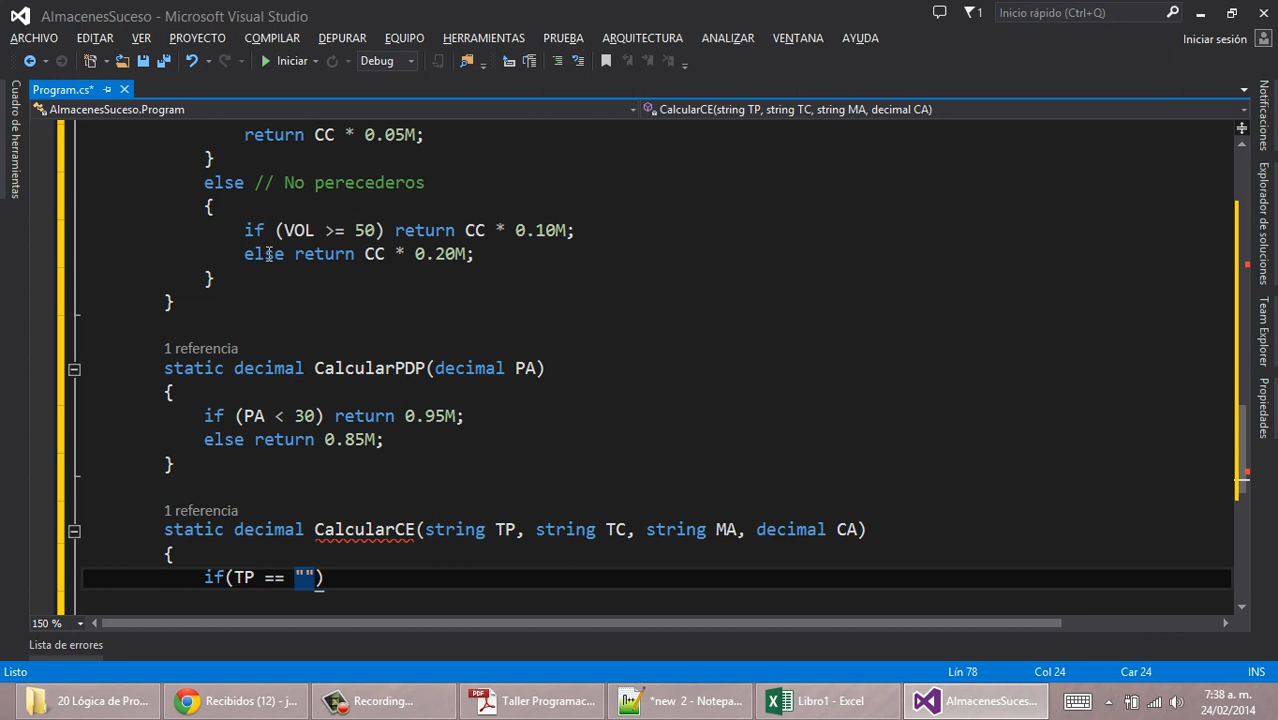 AlmacenesSuceso - Microsoft Visual Studio
1
Inicio rápido (Ctrl+Q)
ARCHIVO EDITAR VER PROYECTO COMPILAR DEPURAR EQUIPO HERRAMIENTAS PRUEBA ARQUITECTURA ANALIZAR VENTANA AYUDA
Iniciar sesión
Iniciar Debug
Cuadro de herramientas
Program.cs*
AlmacenesSuceso.Program
CalcularCE(string TP, string TC, string MA, decimal CA)
return CC * 0.05M;
}
else // No perecederos
{
if (VOL >= 50) return CC * 0.10M;
else return CC * 0.20M;
}
}
1 referencia
static decimal CalcularPDP(decimal PA)
{
if (PA < 30) return 0.95M;
else return 0.85M;
}
1 referencia
static decimal CalcularCE(string TP, string TC, string MA, decimal CA)
{
if(TP == "")
Notificaciones
Explorador de soluciones
Team Explorer
Propiedades
150 %
Lista de errores
Listo
Lín 78
Col 24
Car 24
INS
20 Lógica de Pro...
Recibidos (12) - j...
Recording...
Taller Programac...
*new 2 - Notepa...
Libro1 - Excel
AlmacenesSuces...
7:38 a. m.
24/02/2014